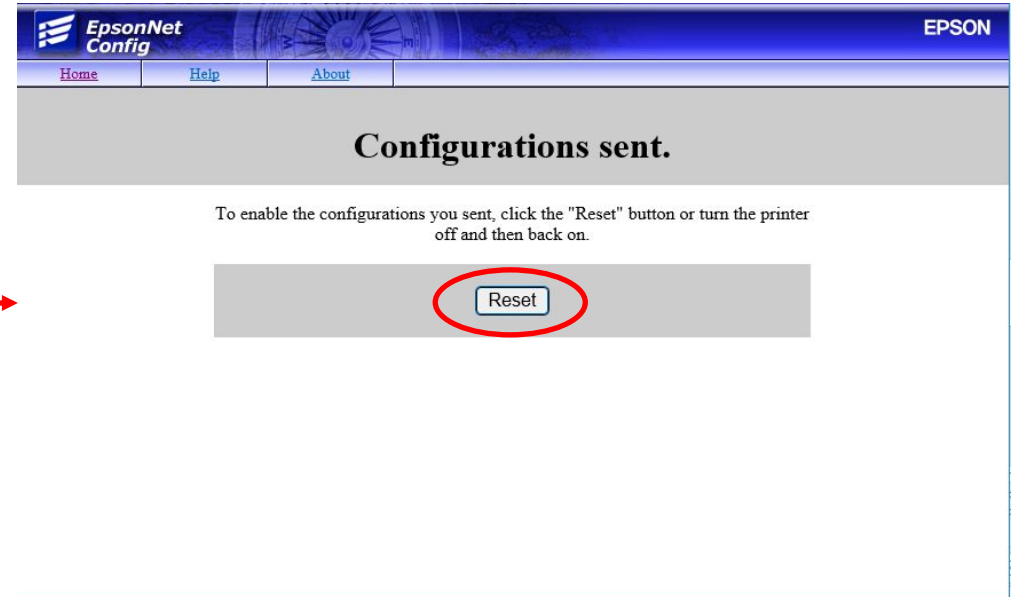 EpsonNet
Config
EPSON
W
E
Home Help About
Configurations sent.
To enable the configurations you sent, click the "Reset" button or turn the printer
off and then back on.
Reset